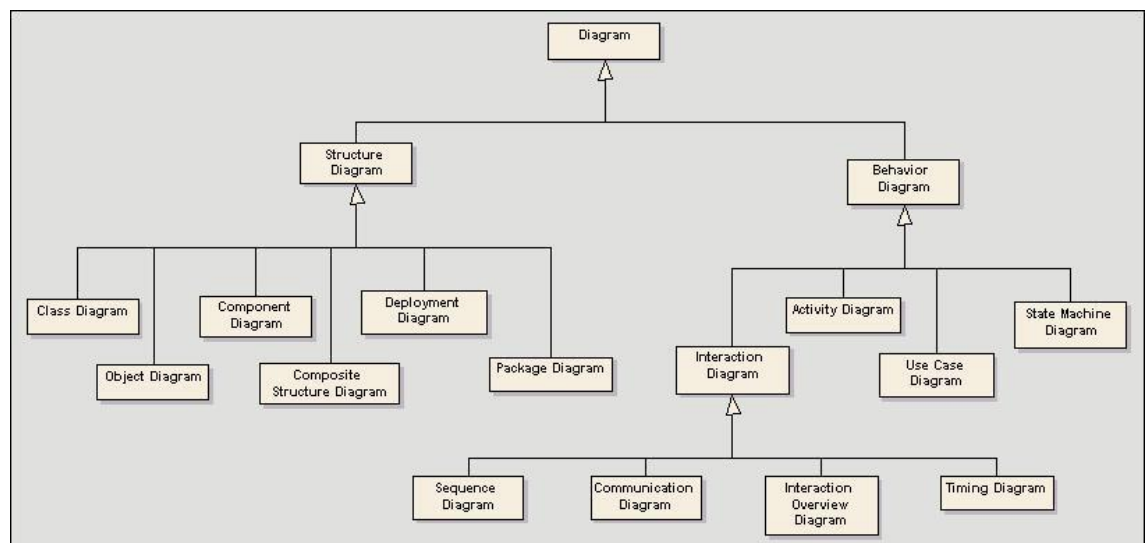 Diagram
Structure
Diagram
Behavior
Diagram
Class Diagram
Component
Diagram
Deployment
Diagram
Object Diagram
Composite
Structure Diagram
Package Diagram
Activity Diagram
State Machine
Diagram
Interaction
Diagram
Use Case
Diagram
Sequence
Diagram
Communication
Diagram
Interaction
Overview
Diagram
Timing Diagram